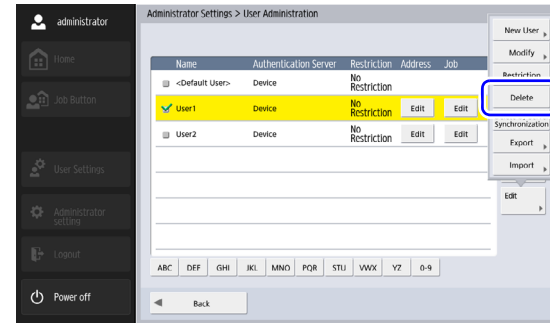 administrator
Administrator Settings > User Administration
Home
Job Button
User Settings
Administrator
setting
Logout
Power off
Name Authentication Server Restriction Address Job
<Default User> Device No
Restriction
User1 Device No
Restriction Edit Edit
User2 Device No
Restriction Edit Edit
New User
Modify
Restriction
Delete
Synchronization
Export
Import
Edit
ABC DEF GHI JKL MNO PQR STU VWX YZ 0-9
Back